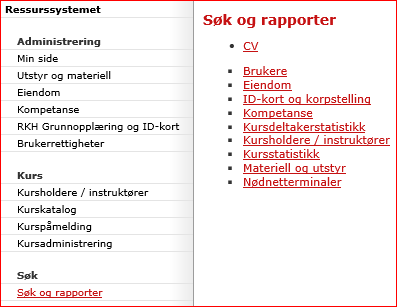 Ressurssystemet
Administrering
Min side
Utstyr og materiell
Eiendom
Kompetanse
RKH Grunnopplæring og ID-kort
Brukerrettigheter
Kurs
Kursholdere / instruktører
Kurskatalog
Kurspåmelding
Kursadministrering
Søk
Søk og rapporter
Søk og rapporter
CV
Brukere
Eiendom
ID-kort og korpstelling
Kompetanse
Kursdeltakerstatistikk
Kursholdere / instruktører
Kursstatistikk
Materiell og utstyr
Nødnetterminaler